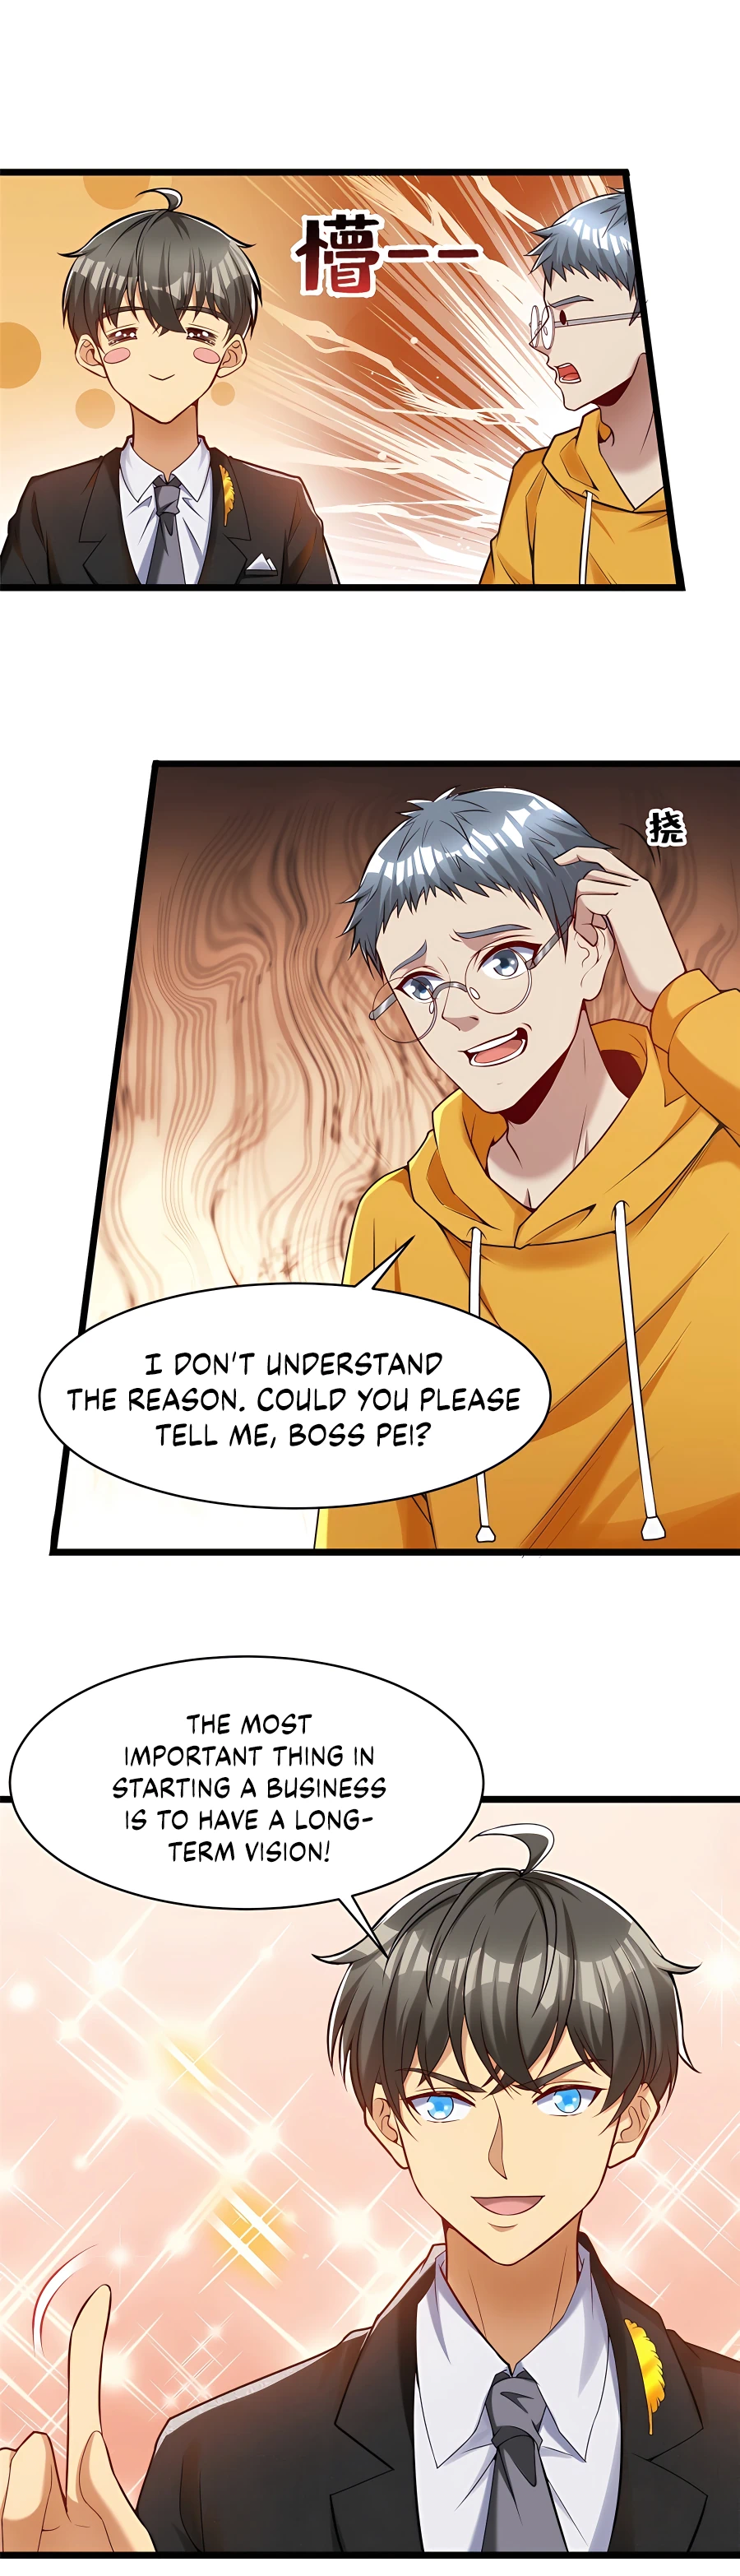 懵——
挠
I DON'T UNDERSTAND
THE REASON. COULD YOU PLEASE
TELL ME, BOSS PEI?
THE MOST
IMPORTANT THING IN
STARTING A BUSINESS
IS TO HAVE A LONG-
TERM VISION!